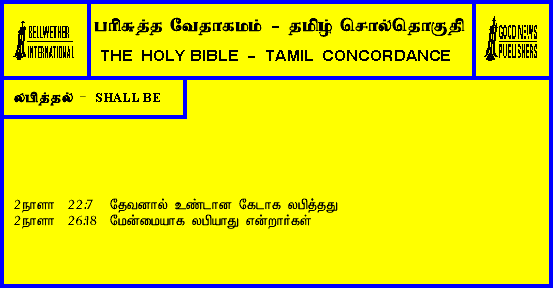 BELLWETHER
INTERNATIONAL
பரிசுத்த வேதாகமம் - தமிழ் சொல்தொகுதி
THE HOLY BIBLE - TAMIL CONCORDANCE
GOOD NEWS
PUBLISHERS
லபித்தல் - SHALL BE
2நாளா 22:7 தேவனால் உண்டான கேடாக லபித்தது
2நாளா 26:18 மேன்மையாக லபியாது என்றார்கள்